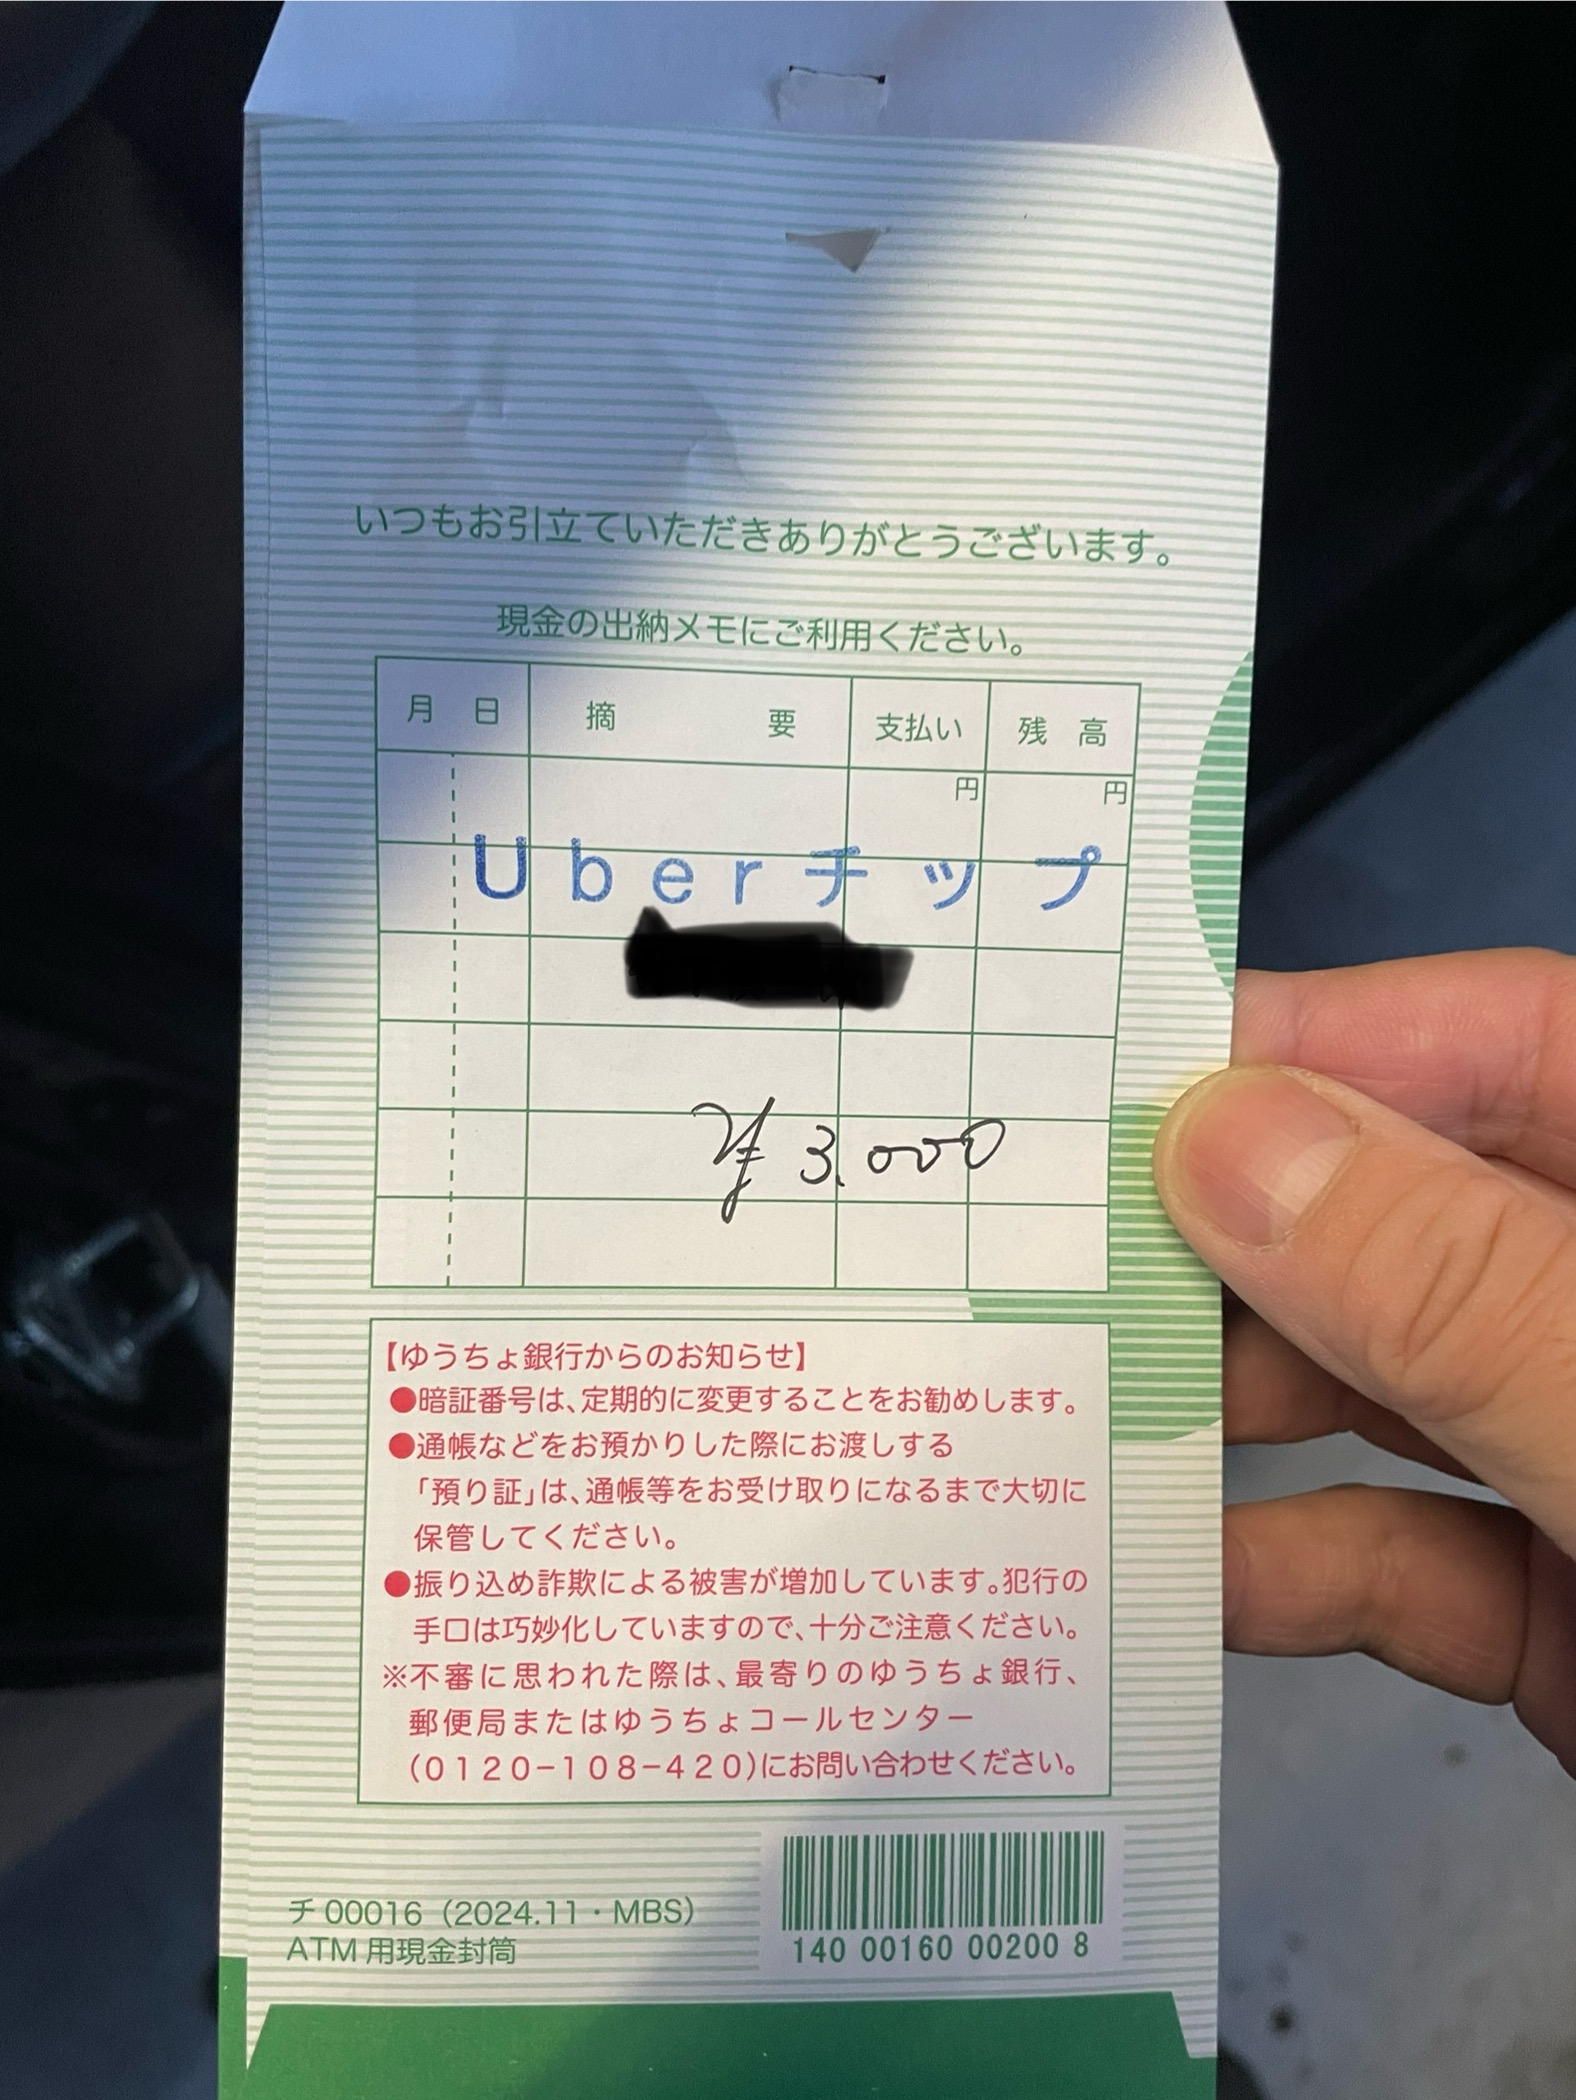 いつもお引立ていただきありがとうございます。
現金の出納メモにご利用ください。
月 日 摘 要 支払い 残 高
円 円
Uberチップ
¥3,000
【ゆうちょ銀行からのお知らせ】
●暗証番号は、定期的に変更することをお勧めします。
●通帳などをお預かりした際にお渡しする
「預り証」は、通帳等をお受け取りになるまで大切に
保管してください。
●振り込め詐欺による被害が増加しています。犯行の
手口は巧妙化していますので、十分ご注意ください。
※不審に思われた際は、最寄りのゆうちょ銀行、
郵便局またはゆうちょコールセンター
(0120-108-420)にお問い合わせください。
チ00016(2024.11・MBS)
ATM用現金封筒
140 00160 00200 8